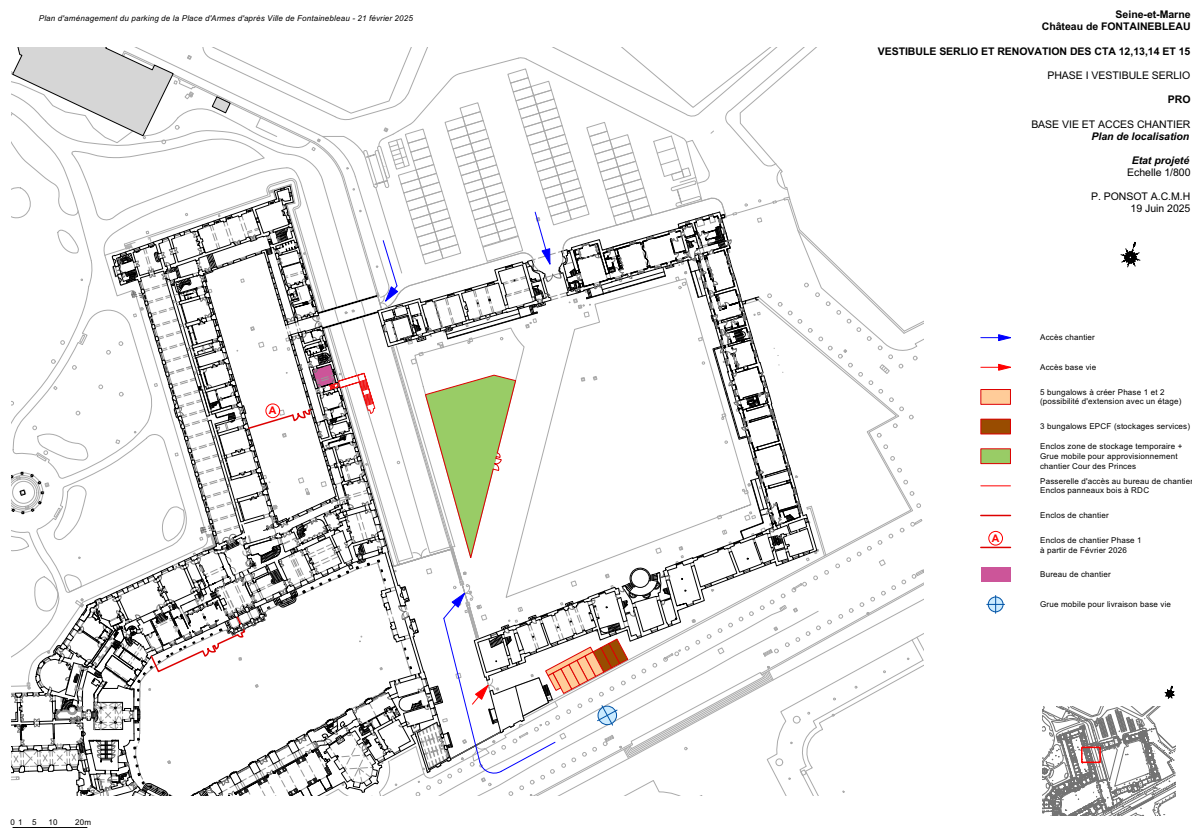 Plan d'aménagement du parking de la Place d'Armes d'après Ville de Fontainebleau - 21 février 2025
Seine-et-Marne
Château de FONTAINEBLEAU
VESTIBULE SERLIO ET RENOVATION DES CTA 12,13,14 ET 15
PHASE I VESTIBULE SERLIO
PRO
BASE VIE ET ACCES CHANTIER
Plan de localisation
Etat projeté
Echelle 1/800
P. PONSOT A.C.M.H
19 Juin 2025
Accès chantier
Accès base vie
5 bungalows à créer Phase 1 et 2
(possibilité d'extension avec un étage)
3 bungalows EPCF (stockages services)
Enclos zone de stockage temporaire +
Grue mobile pour approvisionnement
chantier Cour des Princes
Passerelle d'accès au bureau de chantier
Enclos panneaux bois à RDC
Enclos de chantier
A
Enclos de chantier Phase 1
à partir de Février 2026
Bureau de chantier
Grue mobile pour livraison base vie
A
0 1 5 10 20m